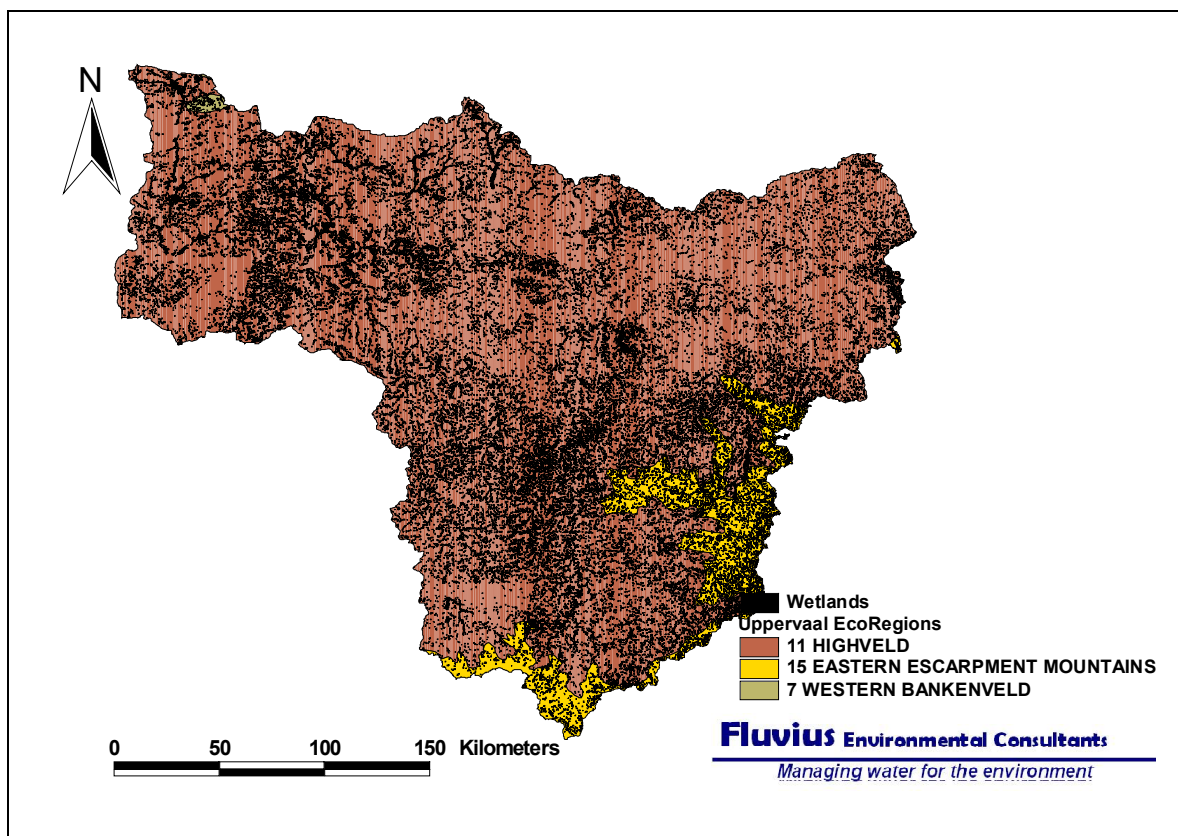 N
Wetlands
Uppervaal EcoRegions
11 HIGHVELD
15 EASTERN ESCARPMENT MOUNTAINS
7 WESTERN BANKENVELD
0 50 100 150 Kilometers
Fluvius Environmental Consultants
Managing water for the environment